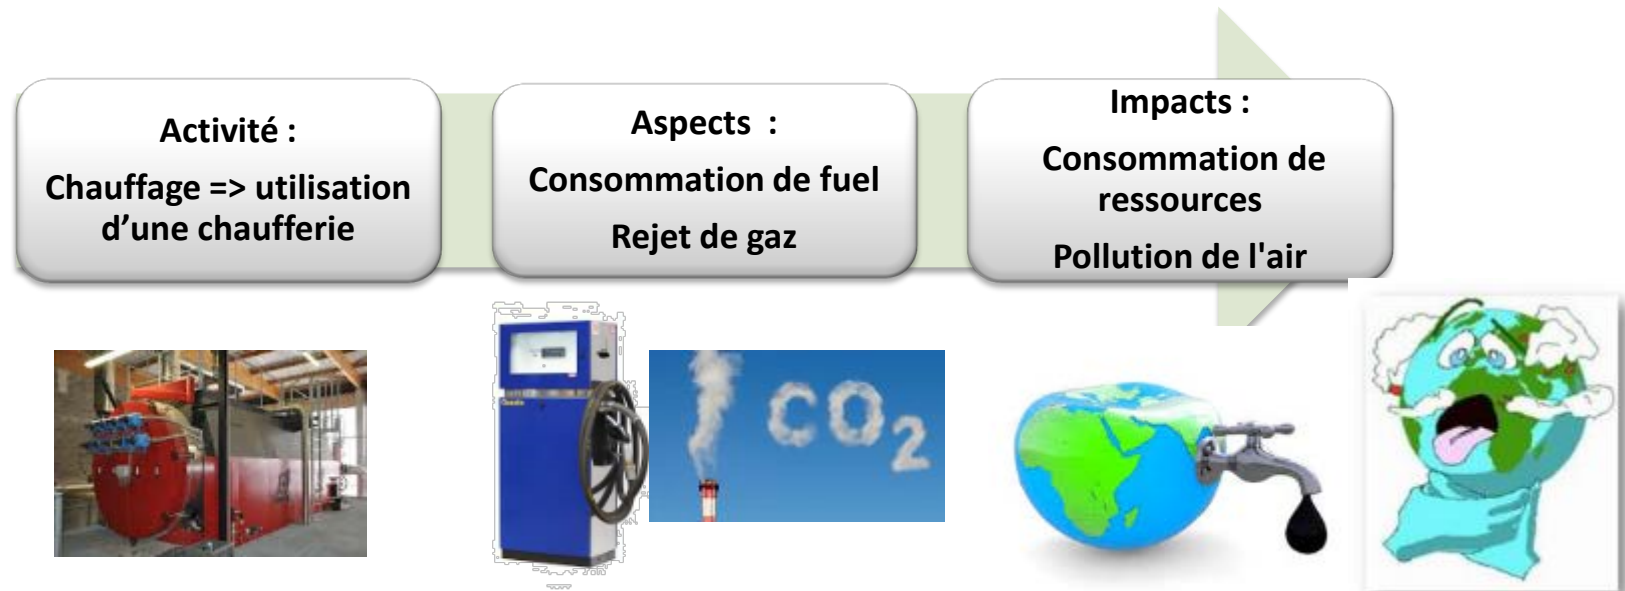 Activité :
Chauffage => utilisation
d’une chaufferie
Aspects  :
Consommation de fuel
Rejet de gaz
Impacts :
Consommation de
ressources
Pollution de l'air
CO2